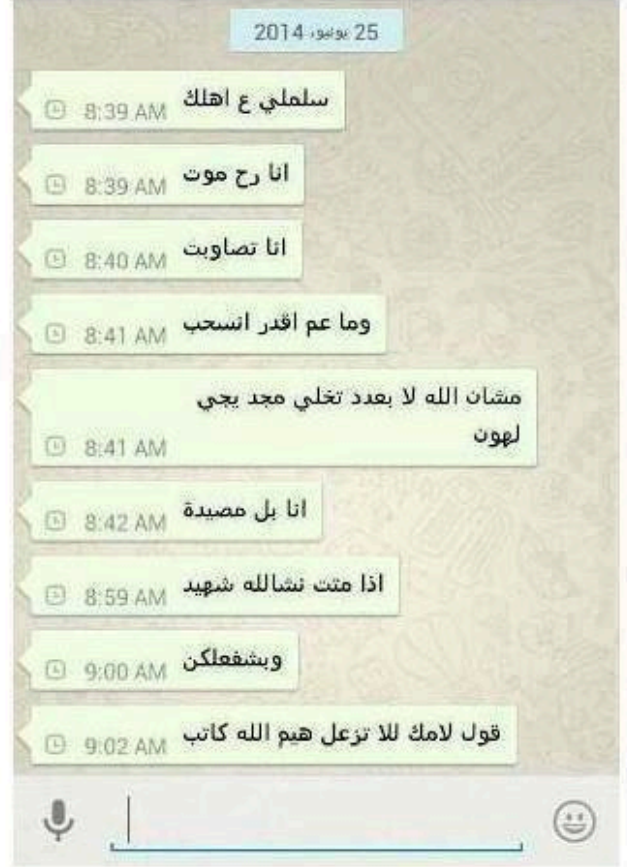 25 يونيو، 2014
سلملي ع اهلك
8:39 AM
انا رح موت
8:39 AM
انا تصاوبت
8:40 AM
وما عم اقدر انسحب
8:41 AM
مشان الله لا بعدد تخلي مجد يجي
لهون
8:41 AM
انا بل مصيدة
8:42 AM
اذا متت نشالله شهيد
8:59 AM
وبشفعلكن
9:00 AM
قول لامك للا تزعل هيم الله كاتب
9:02 AM